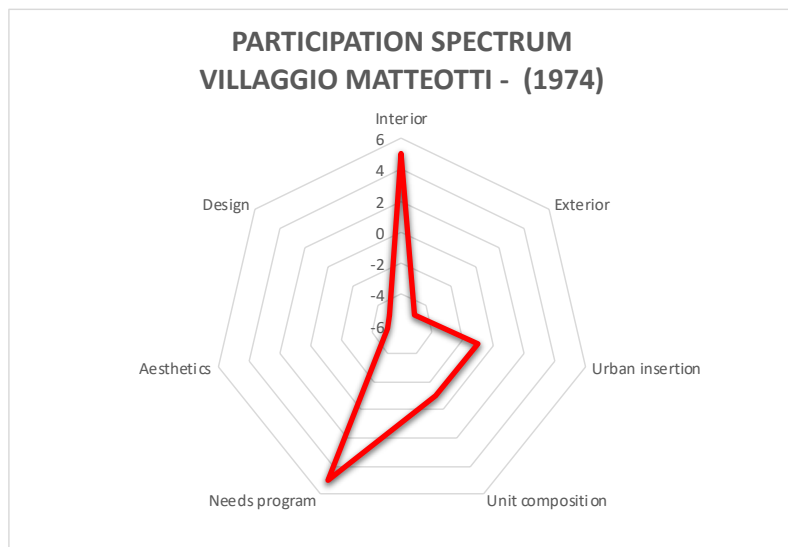 PARTICIPATION SPECTRUM
VILLAGGIO MATTEOTTI - (1974)
Interior
6
4
2
0
-2
-4
-6
Design
Exterior
Aesthetics
Urban insertion
Needs program
Unit composition